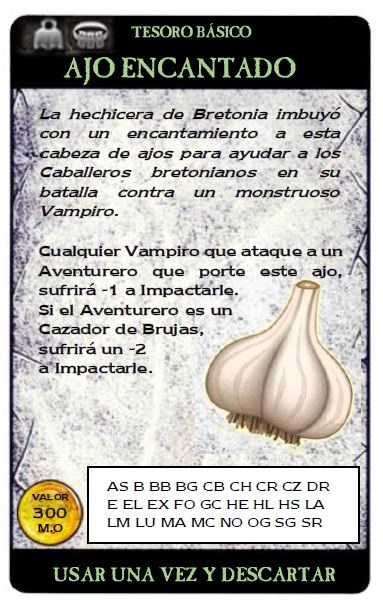 TESORO BÁSICO
AJO ENCANTADO
La hechicera de Bretonia imbuyó
con un encantamiento a esta
cabeza de ajos para ayudar a los
Caballeros bretonianos en su
batalla contra un monstruoso
Vampiro.
Cualquier Vampiro que ataque a un
Aventurero que porte este ajo,
sufrirá -1 a Impactarle.
Si el Aventurero es un
Cazador de Brujas,
sufrirá un -2
a Impactarle.
VALOR
300
M.O
AS B BB BG CB CH CR CZ DR
E EL EX FO GC HE HL HS LA
LM LU MA MC NO OG SG SR
USAR UNA VEZ Y DESCARTAR